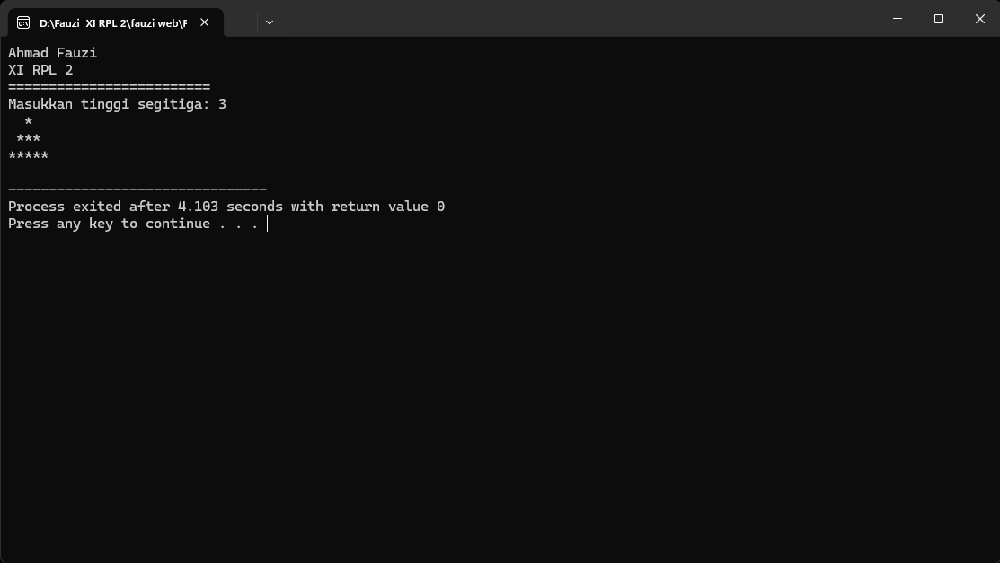 D:\Fauzi  XI RPL 2\fauzi web\F
Ahmad Fauzi
XI RPL 2
=========================
Masukkan tinggi segitiga: 3
  *
 ***
*****
--------------------------------
Process exited after 4.103 seconds with return value 0
Press any key to continue . . .